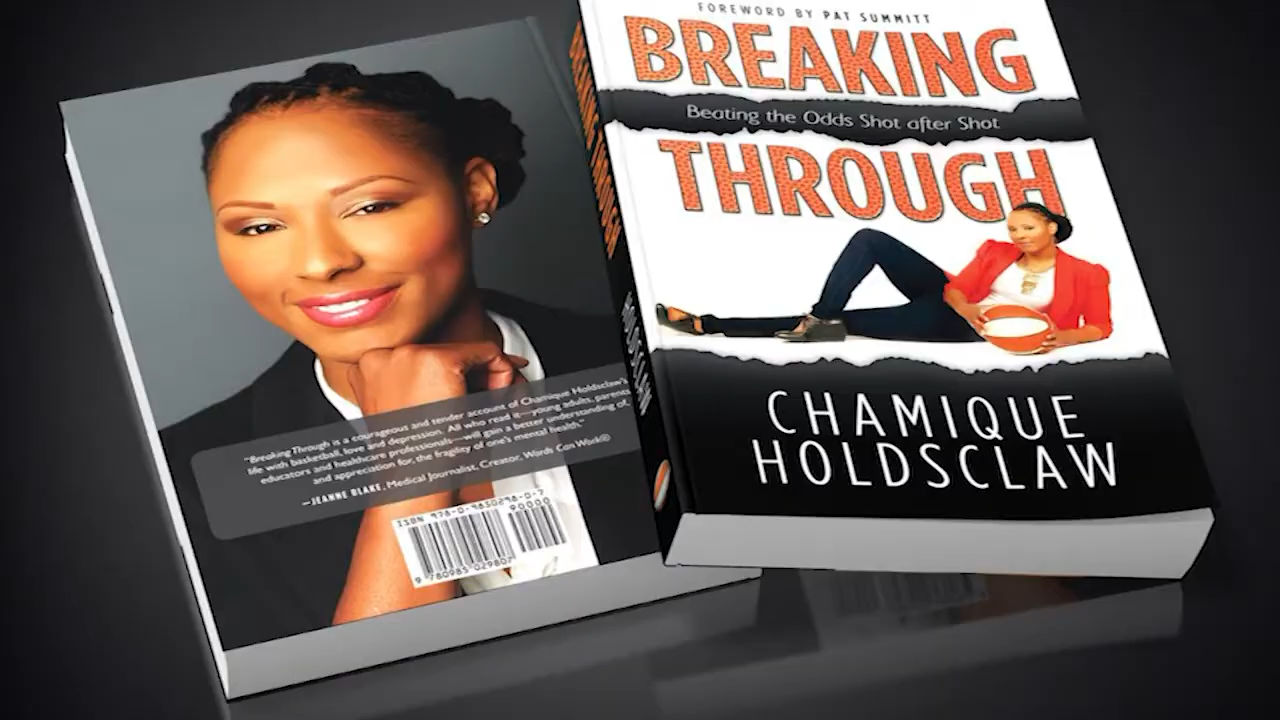 FOREWORD BY PAT SUMMITT
BREAKING
Beating the Odds Shot after Shot
THROUGH
CHAMIQUE
HOLDSCLAW
BREAKING THROUGH
HOLDSCLAW
"Breaking Through is a courageous and tender account of Chamique Holdsclaw's
life with basketball, love and depression. All who read it—young adults, parents
educators and healthcare professionals—will gain a better understanding of,
and appreciation for, the fragility of one's mental health."
—JEANNE BLAKE, Medical Journalist, Creator, Words Can Work®
ISBN 978-0-9850298-0-7
90000
9 780985 029807